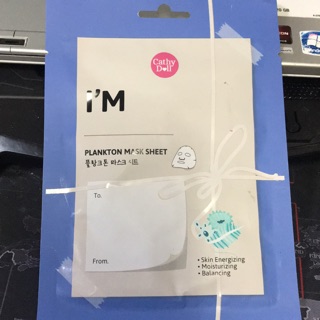 Cathy
Doll
I'M
PLANKTON MASK SHEET
플랑크톤 마스크 시트
To.
From.
• Skin Energizing
• Moisturizing
• Balancing